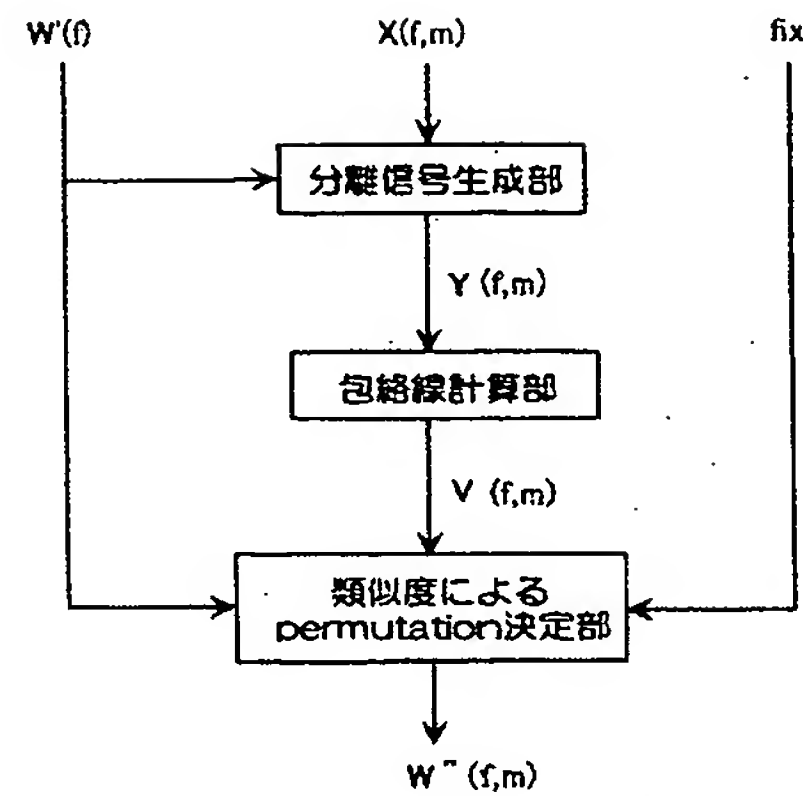 W'(f)
X(f,m)
fix
分離信号生成部
Y (f,m)
包絡線計算部
V (f,m)
類似度による
permutation決定部
W ‾ (f,m)